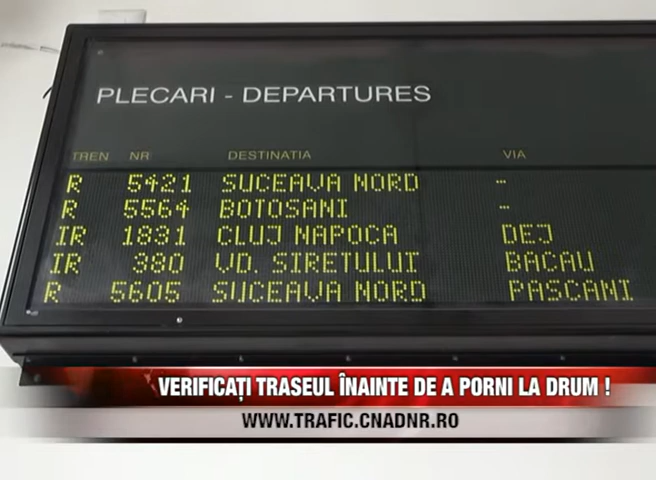 PLECARI - DEPARTURES
TREN NR DESTINATIA VIA
R 5421 SUCEAVA NORD --
R 5564 BOTOSANI --
IR 1831 CLUJ NAPOCA DEJ
IR 380 VD. SIRETULUI BACAU
R 5605 SUCEAVA NORD PASCANI
VERIFICAȚI TRASEUL ÎNAINTE DE A PORNI LA DRUM !
WWW.TRAFIC.CNADNR.RO